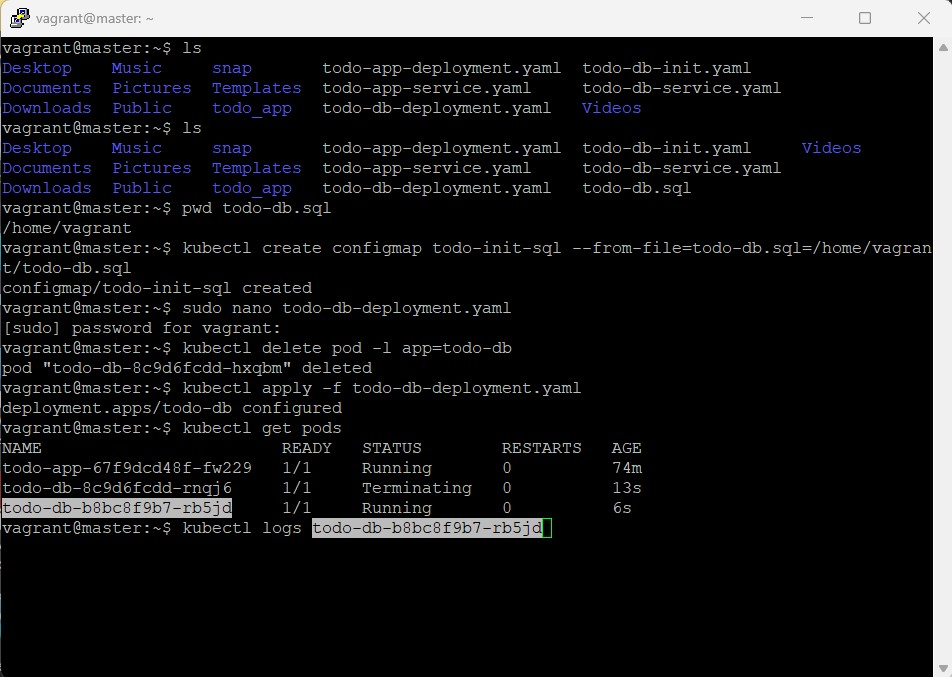 vagrant@master: ~
vagrant@master:~$ ls
Desktop Music snap todo-app-deployment.yaml todo-db-init.yaml
Documents Pictures Templates todo-app-service.yaml todo-db-service.yaml
Downloads Public todo_app todo-db-deployment.yaml Videos
vagrant@master:~$ ls
Desktop Music snap todo-app-deployment.yaml todo-db-init.yaml Videos
Documents Pictures Templates todo-app-service.yaml todo-db-service.yaml
Downloads Public todo_app todo-db-deployment.yaml todo-db.sql
vagrant@master:~$ pwd todo-db.sql
/home/vagrant
vagrant@master:~$ kubectl create configmap todo-init-sql --from-file=todo-db.sql=/home/vagran
t/todo-db.sql
configmap/todo-init-sql created
vagrant@master:~$ sudo nano todo-db-deployment.yaml
[sudo] password for vagrant:
vagrant@master:~$ kubectl delete pod -l app=todo-db
pod "todo-db-8c9d6fcdd-hxqbm" deleted
vagrant@master:~$ kubectl apply -f todo-db-deployment.yaml
deployment.apps/todo-db configured
vagrant@master:~$ kubectl get pods
NAME READY STATUS RESTARTS AGE
todo-app-67f9dcd48f-fw229 1/1 Running 0 74m
todo-db-8c9d6fcdd-rnqj6 1/1 Terminating 0 13s
todo-db-b8bc8f9b7-rb5jd 1/1 Running 0 6s
vagrant@master:~$ kubectl logs todo-db-b8bc8f9b7-rb5jd